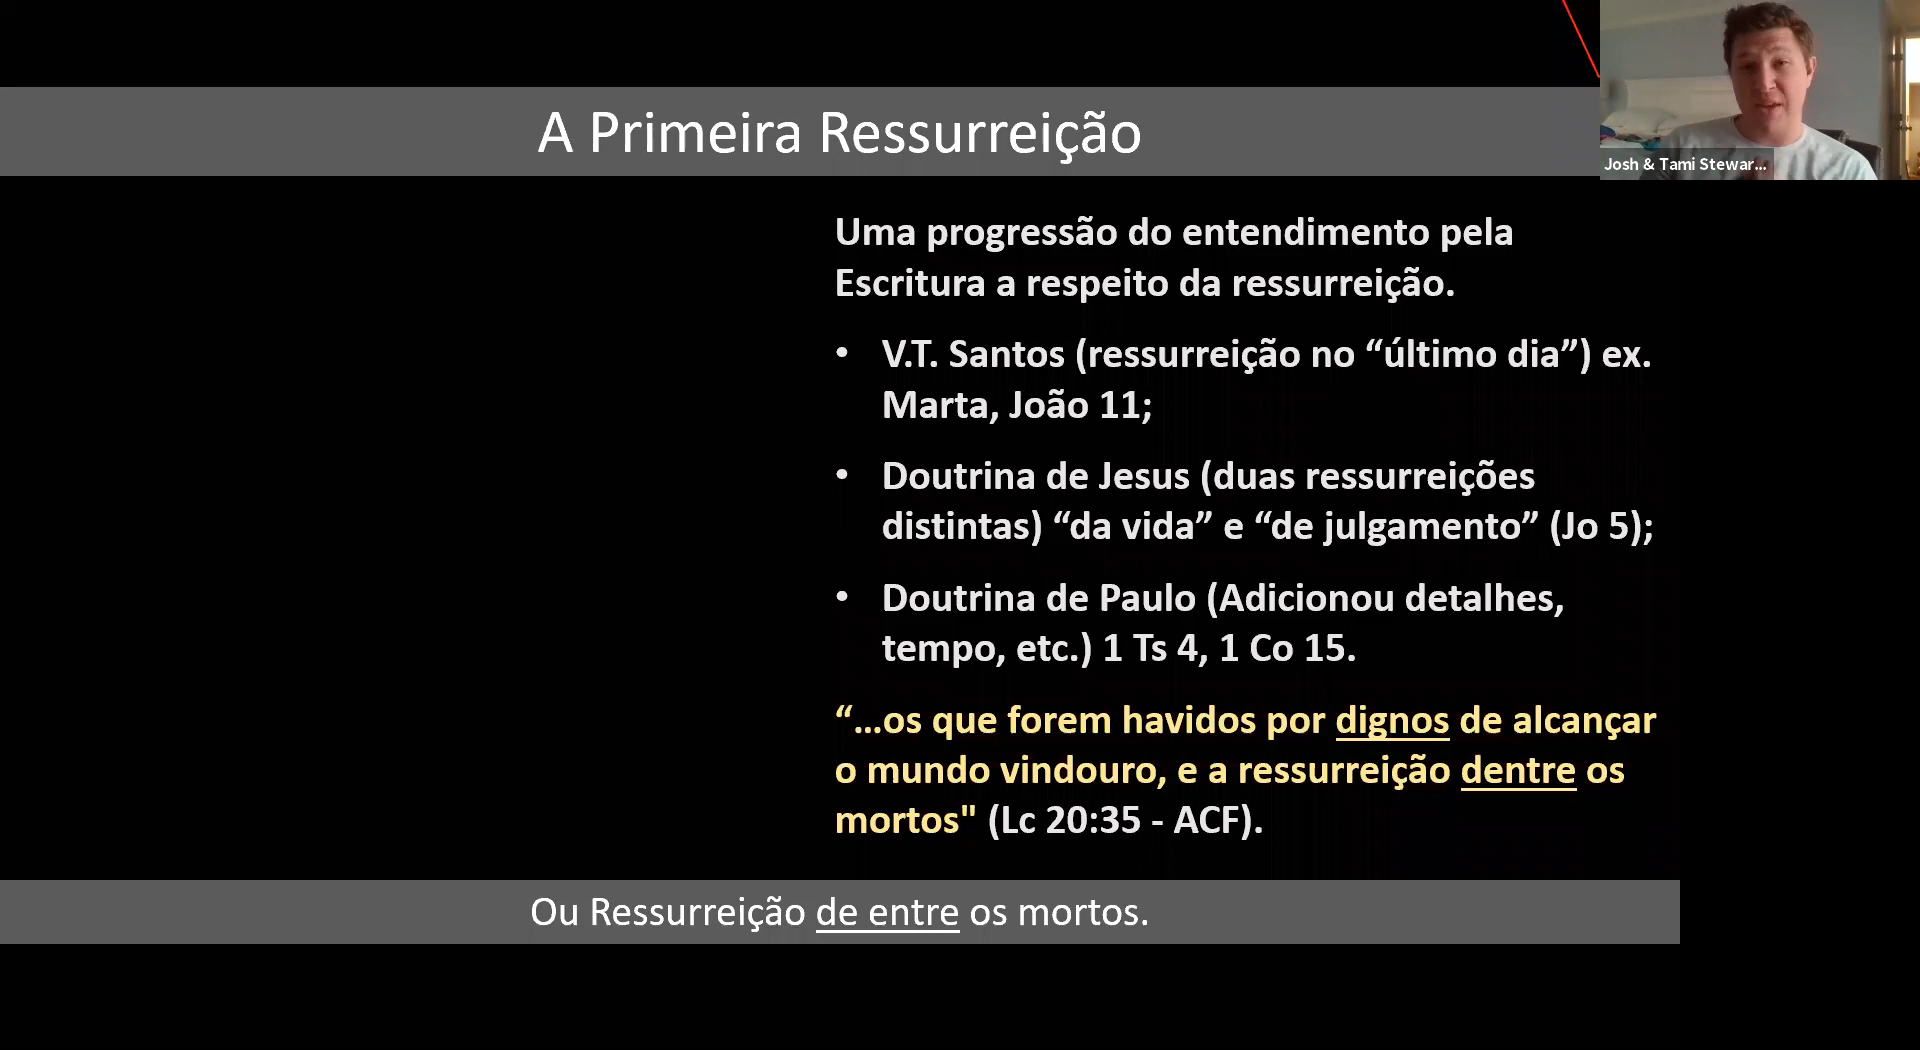 A Primeira Ressurreição
Josh & Tami Stewar...
Uma progressão do entendimento pela
Escritura a respeito da ressurreição.
• V.T. Santos (ressurreição no “último dia”) ex.
Marta, João 11;
• Doutrina de Jesus (duas ressurreições
distintas) “da vida” e “de julgamento” (Jo 5);
• Doutrina de Paulo (Adicionou detalhes,
tempo, etc.) 1 Ts 4, 1 Co 15.
“...os que forem havidos por dignos de alcançar
o mundo vindouro, e a ressurreição dentre os
mortos" (Lc 20:35 - ACF).
Ou Ressurreição de entre os mortos.